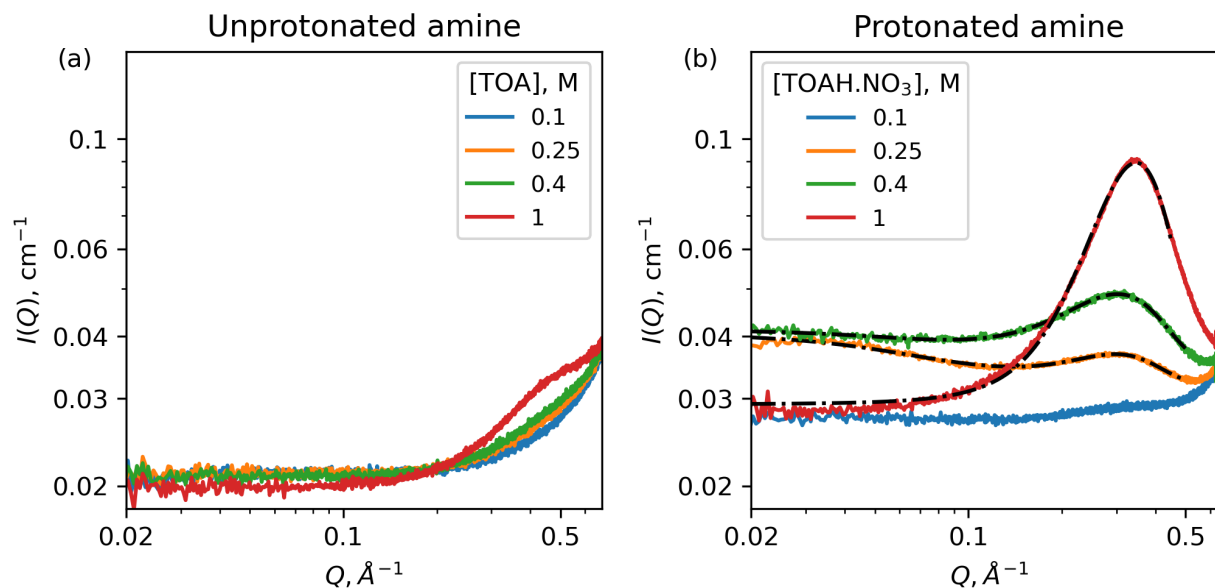 Unprotonated amine
(a)
[TOA], M
0.1
0.25
0.4
1
0.1
0.06
0.04
0.03
0.02
I(Q), cm⁻¹
0.02
0.1
0.5
Q, Å⁻¹
Protonated amine
(b)
[TOAH.NO₃], M
0.1
0.25
0.4
1
0.1
0.06
0.04
0.03
0.02
I(Q), cm⁻¹
0.02
0.1
0.5
Q, Å⁻¹